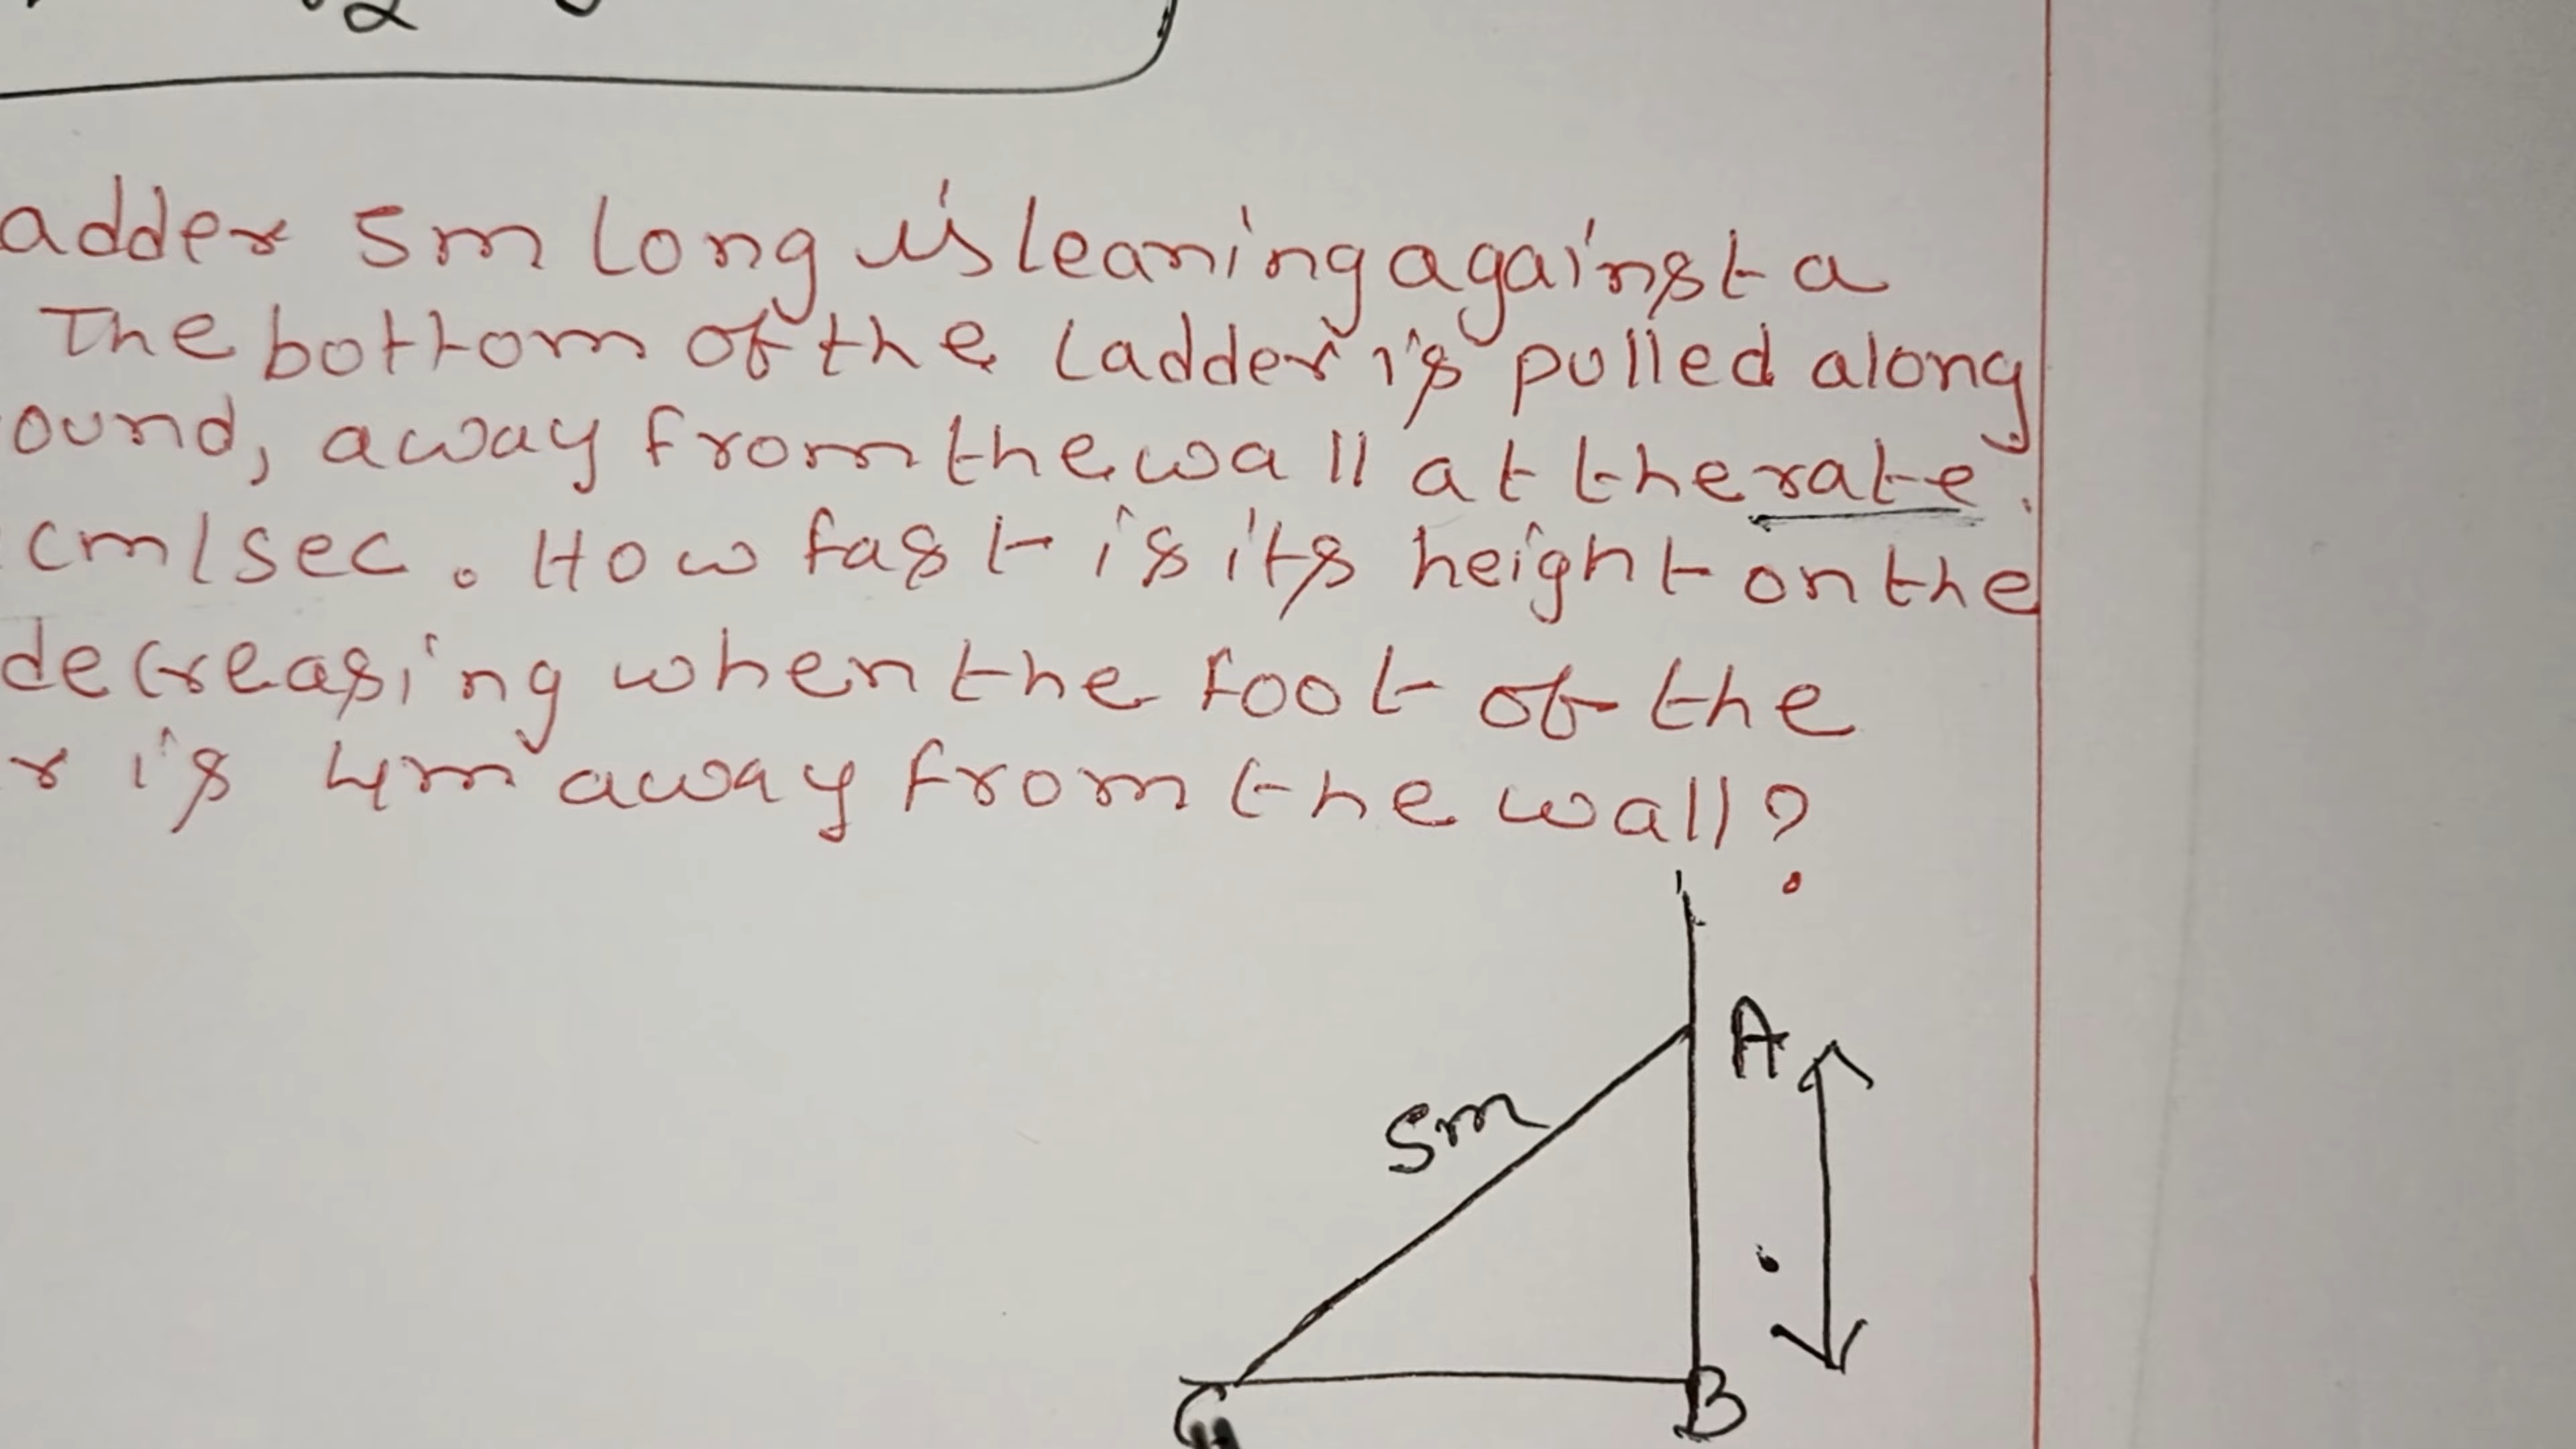 2
adder 5m long is leaning against a
The bottom of the ladder is pulled along
ound, away from the wall at the rate
cm/sec. How fast is its height on the
decreasing when the foot of the
r is 4m away from the wall?
A
5m
C B